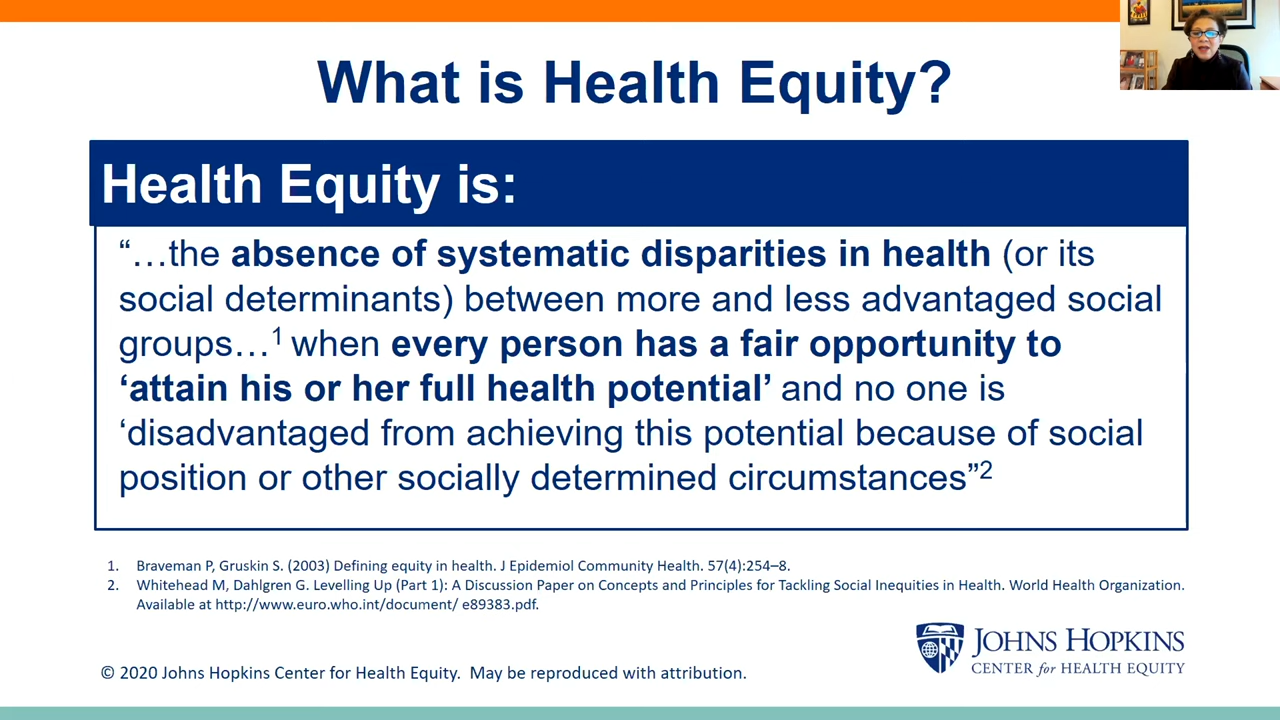 What is Health Equity?
Health Equity is:
“…the absence of systematic disparities in health (or its
social determinants) between more and less advantaged social
groups…1 when every person has a fair opportunity to
‘attain his or her full health potential’ and no one is
‘disadvantaged from achieving this potential because of social
position or other socially determined circumstances”2
1. Braveman P, Gruskin S. (2003) Defining equity in health. J Epidemiol Community Health. 57(4):254–8.
2. Whitehead M, Dahlgren G. Levelling Up (Part 1): A Discussion Paper on Concepts and Principles for Tackling Social Inequities in Health. World Health Organization.
Available at http://www.euro.who.int/document/ e89383.pdf.
JOHNS HOPKINS
CENTER for HEALTH EQUITY
© 2020 Johns Hopkins Center for Health Equity. May be reproduced with attribution.